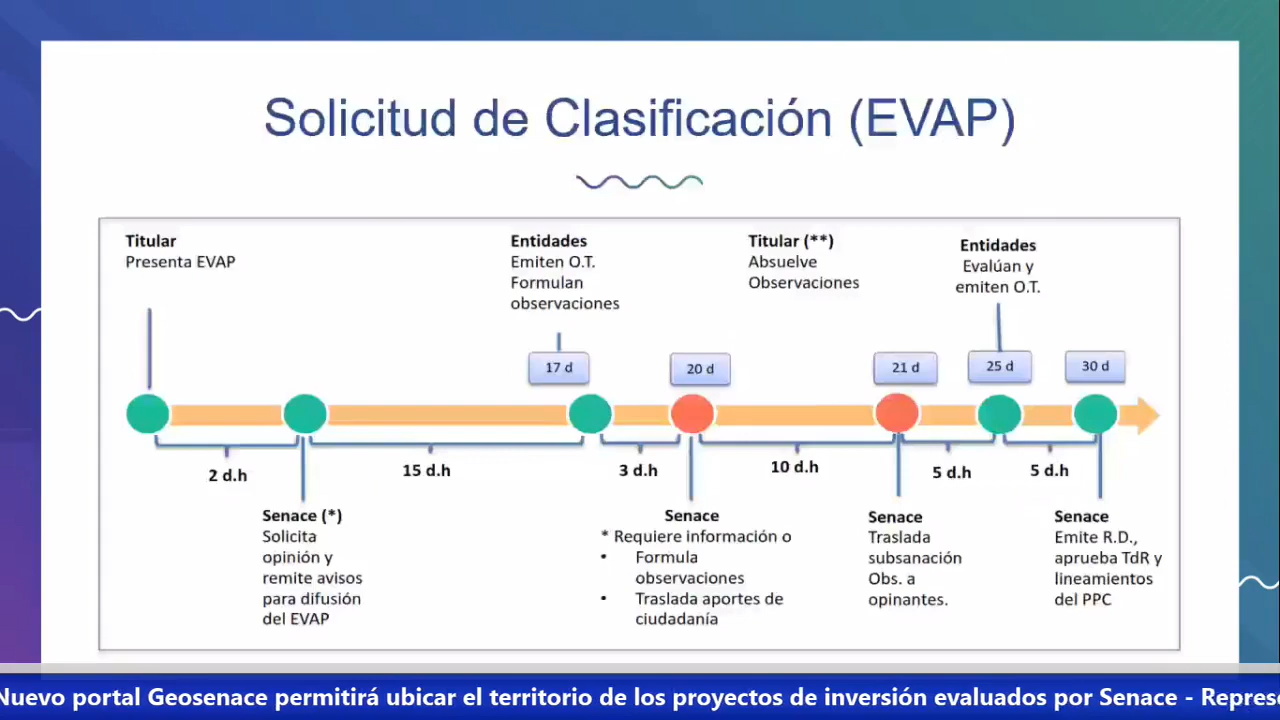 Solicitud de Clasificación (EVAP)
Titular
Presenta EVAP
Entidades
Emiten O.T.
Formulan
observaciones
Titular (**)
Absuelve
Observaciones
Entidades
Evalúan y
emiten O.T.
17 d
20 d
21 d
25 d
30 d
2 d.h
15 d.h
3 d.h
10 d.h
5 d.h
5 d.h
Senace (*)
Solicita
opinión y
remite avisos
para difusión
del EVAP
Senace
* Requiere información o
• Formula
observaciones
• Traslada aportes de
ciudadanía
Senace
Traslada
subsanación
Obs. a
opinantes.
Senace
Emite R.D.,
aprueba TdR y
lineamientos
del PPC
Nuevo portal Geosenace permitirá ubicar el territorio de los proyectos de inversión evaluados por Senace - Repres